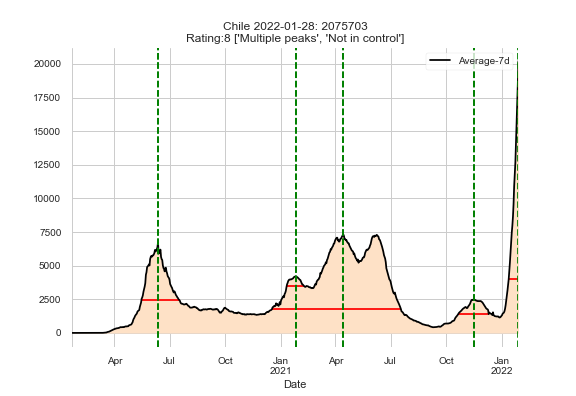 Chile 2022-01-28: 2075703
Rating:8 ['Multiple peaks', 'Not in control']
Average-7d
20000
17500
15000
12500
10000
7500
5000
2500
0
Apr
Jul
Oct
Jan
2021
Apr
Jul
Oct
Jan
2022
Date